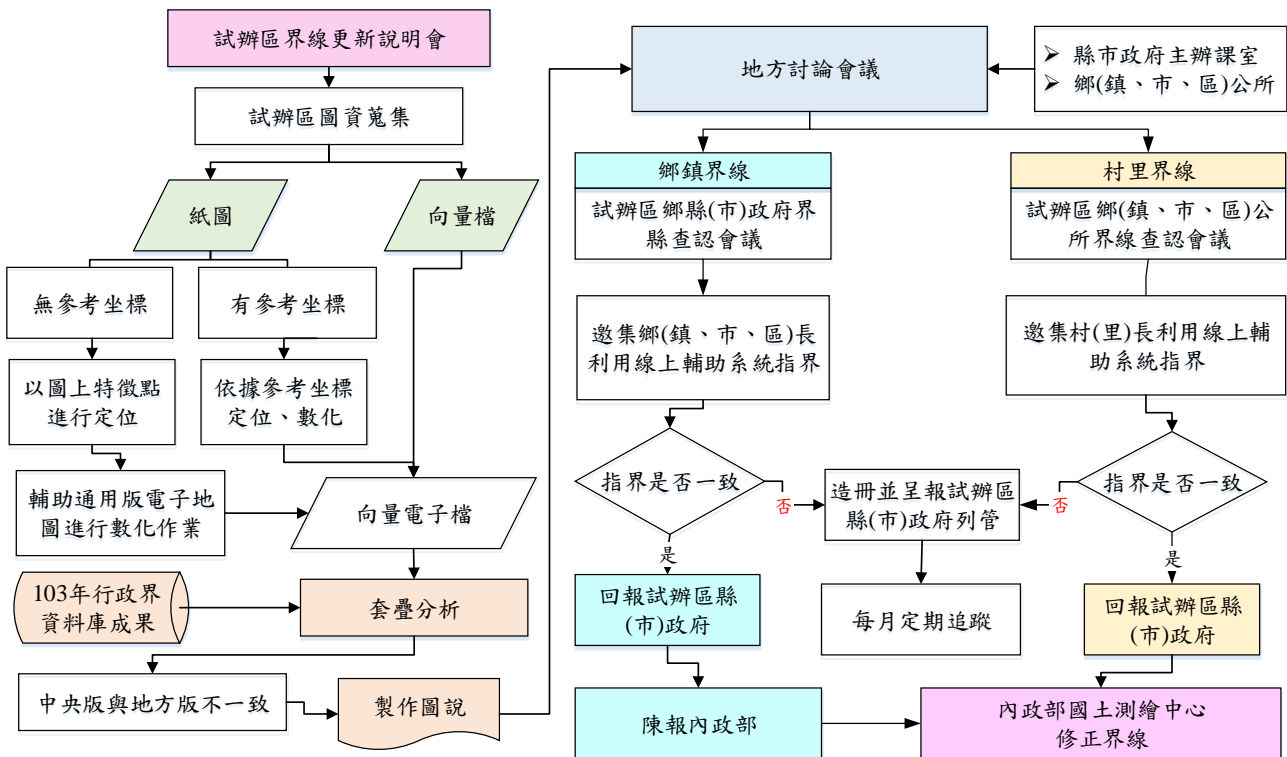 試辦區界線更新說明會
試辦區圖資蒐集
紙圖
向量檔
無參考坐標
有參考坐標
以圖上特徵點
進行定位
依據參考坐標
定位、數化
輔助通用版電子地
圖進行數化作業
向量電子檔
103年行政界
資料庫成果
套疊分析
中央版與地方版不一致
製作圖說
地方討論會議
➢ 縣市政府主辦課室
➢ 鄉(鎮、市、區)公所
鄉鎮界線
試辦區鄉縣(市)政府界
縣查認會議
村里界線
試辦區鄉(鎮、市、區)公
所界線查認會議
邀集鄉(鎮、市、區)長
利用線上輔助系統指界
邀集村(里)長利用線上輔
助系統指界
指界是否一致
否
造冊並呈報試辦區
縣(市)政府列管
否
指界是否一致
是
是
回報試辦區縣
(市)政府
每月定期追蹤
回報試辦區縣
(市)政府
陳報內政部
內政部國土測繪中心
修正界線